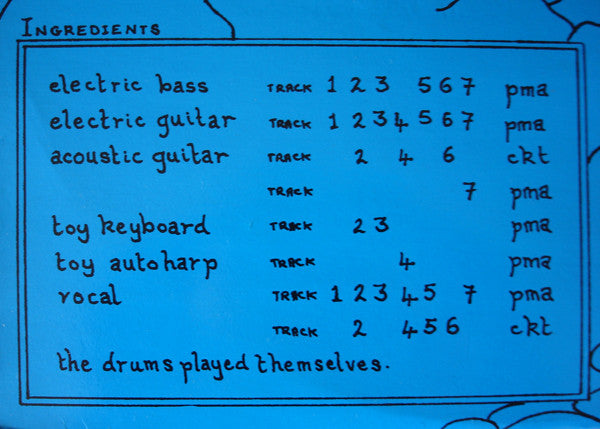 INGREDIENTS
electric bass TRACK 1 2 3 5 6 7 pma
electric guitar TRACK 1 2 3 4 5 6 7 pma
acoustic guitar TRACK 2 4 6 ckt
TRACK 7 pma
toy keyboard TRACK 2 3 pma
toy autoharp TRACK 4 pma
vocal TRACK 1 2 3 4 5 7 pma
TRACK 2 4 5 6 ckt
the drums played themselves.